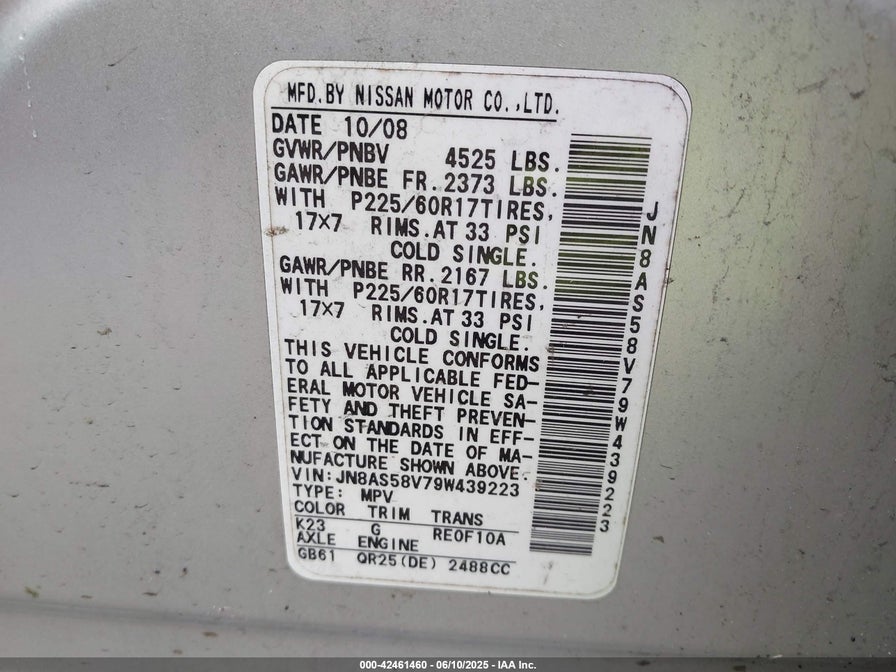 MFD.BY NISSAN MOTOR CO.,LTD.
DATE 10/08
GVWR/PNBV 4525 LBS.
GAWR/PNBE FR.2373 LBS.
WITH P225/60R17TIRES,
17×7 RIMS.AT 33 PSI
COLD SINGLE.
GAWR/PNBE RR.2167 LBS.
WITH P225/60R17TIRES,
17×7 RIMS.AT 33 PSI
COLD SINGLE.
THIS VEHICLE CONFORMS
TO ALL APPLICABLE FED-
ERAL MOTOR VEHICLE SA-
FETY AND THEFT PREVEN-
TION STANDARDS IN EFF-
ECT ON THE DATE OF MA-
NUFACTURE SHOWN ABOVE.
VIN:JN8AS58V79W439223
TYPE: MPV
COLOR TRIM TRANS
K23 G RE0F10A
AXLE ENGINE
GB61 QR25(DE) 2488CC
JN8AS58V79W439223
000-42461460 - 06/10/2025 - IAA Inc.